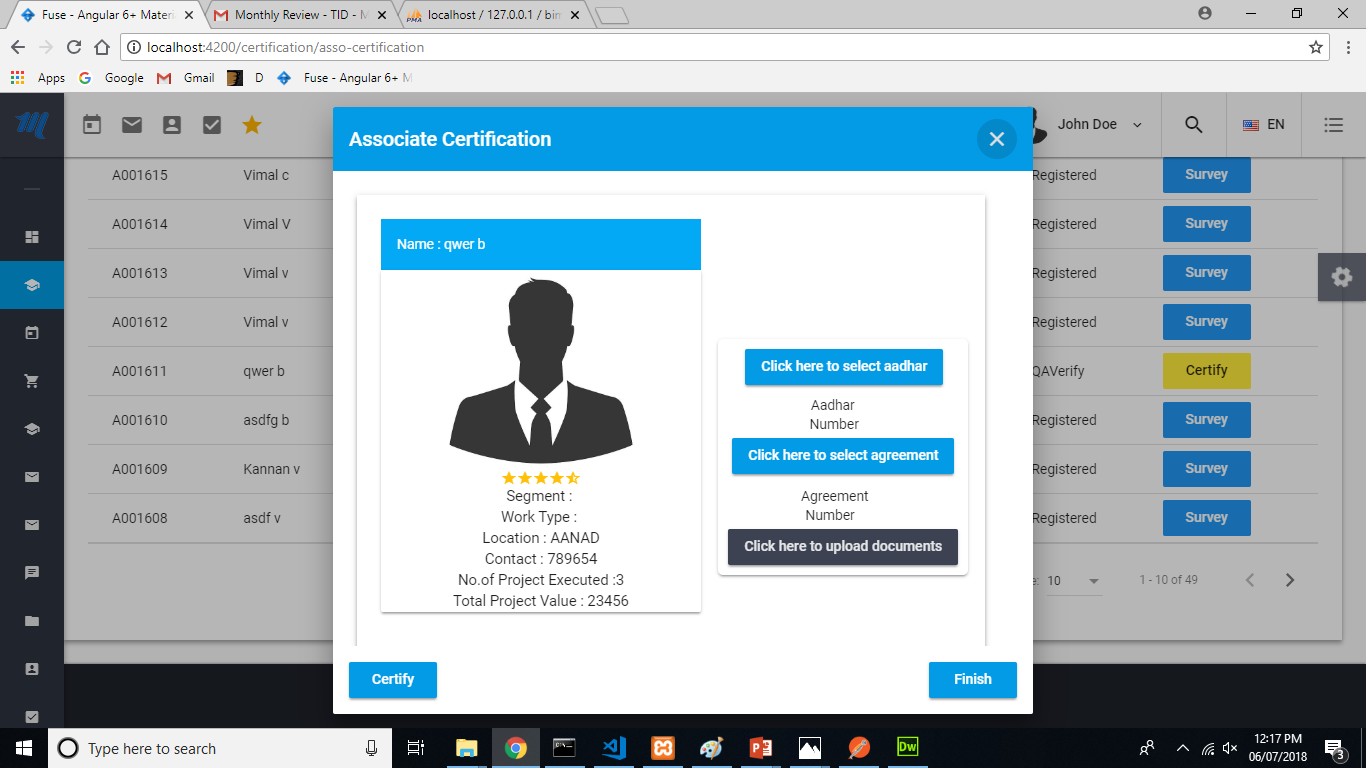 Fuse - Angular 6+ Materi
Monthly Review - TID - M
localhost / 127.0.0.1 / bim
localhost:4200/certification/asso-certification
Apps Google Gmail D Fuse - Angular 6+ M
Associate Certification
John Doe
EN
A001615 Vimal c Registered Survey
A001614 Vimal V Registered Survey
A001613 Vimal v Registered Survey
A001612 Vimal v Registered Survey
A001611 qwer b QAVerify Certify
A001610 asdfg b Registered Survey
A001609 Kannan v Registered Survey
A001608 asdf v Registered Survey
e: 10 1 - 10 of 49
Name : qwer b
Segment :
Work Type :
Location : AANAD
Contact : 789654
No.of Project Executed :3
Total Project Value : 23456
Click here to select aadhar
Aadhar
Number
Click here to select agreement
Agreement
Number
Click here to upload documents
Certify
Finish
Type here to search
Dw
12:17 PM
06/07/2018
3